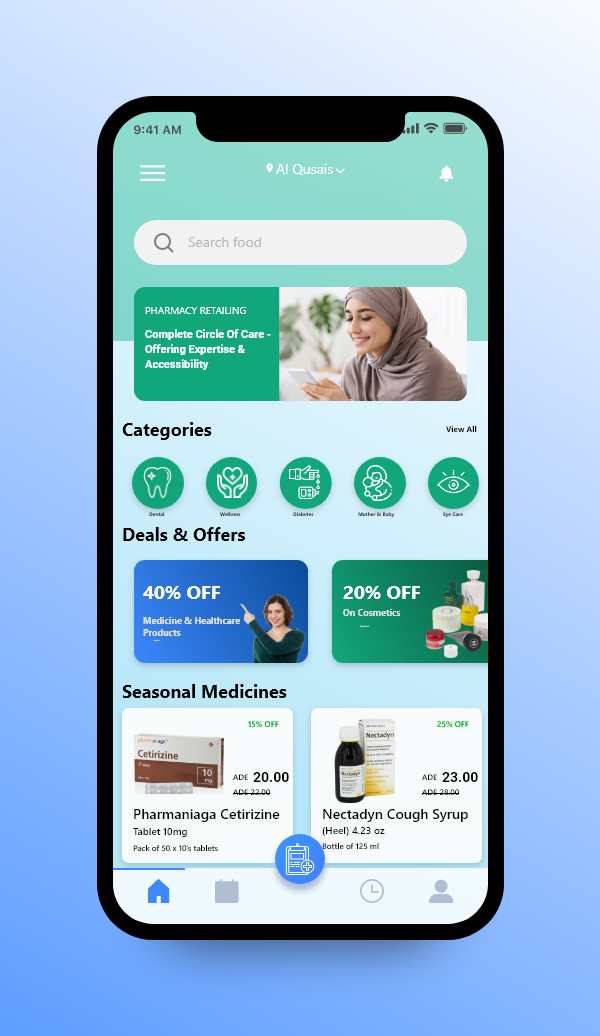 9:41 AM
Al Qusais
Search food
PHARMACY RETAILING
Complete Circle Of Care -
Offering Expertise &
Accessibility
Categories
View All
Dental
Wellness
Diabetes
Mother & Baby
Eye Care
Deals & Offers
40% OFF
Medicine & Healthcare
Products
20% OFF
On Cosmetics
Seasonal Medicines
15% OFF
pharmaniaga
Cetirizine
10
mg
ADE 20.00
ADE 32.00
Pharmaniaga Cetirizine
Tablet 10mg
Pack of 50 x 10's tablets
25% OFF
Nectadyn
Nectadyn
ADE 23.00
ADE 28.00
Nectadyn Cough Syrup
(Heel) 4.23 oz
Bottle of 125 ml